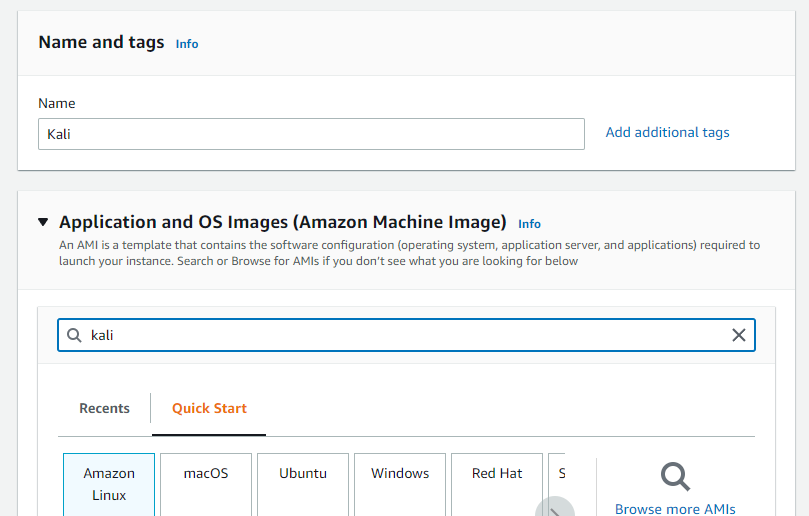 Name and tags Info
Name
Kali
Add additional tags
Application and OS Images (Amazon Machine Image) Info
An AMI is a template that contains the software configuration (operating system, application server, and applications) required to
launch your instance. Search or Browse for AMIs if you don't see what you are looking for below
kali
Recents
Quick Start
Amazon
Linux
macOS
Ubuntu
Windows
Red Hat
S
Browse more AMIs